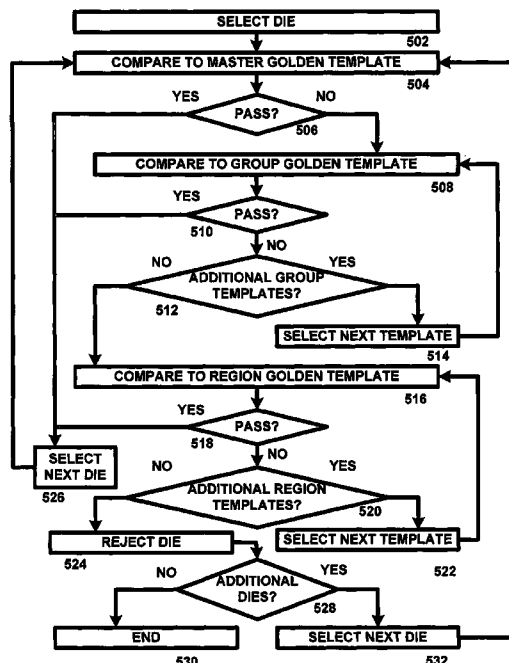 SELECT DIE
502
COMPARE TO MASTER GOLDEN TEMPLATE
504
YES
NO
PASS?
506
COMPARE TO GROUP GOLDEN TEMPLATE
508
YES
PASS?
510
NO
NO
YES
ADDITIONAL GROUP
TEMPLATES?
512
SELECT NEXT TEMPLATE
514
COMPARE TO REGION GOLDEN TEMPLATE
516
YES
PASS?
518
NO
SELECT
NEXT DIE
526
NO
YES
ADDITIONAL REGION
TEMPLATES?
520
REJECT DIE
524
SELECT NEXT TEMPLATE
522
NO
YES
ADDITIONAL
DIES?
528
END
530
SELECT NEXT DIE
532